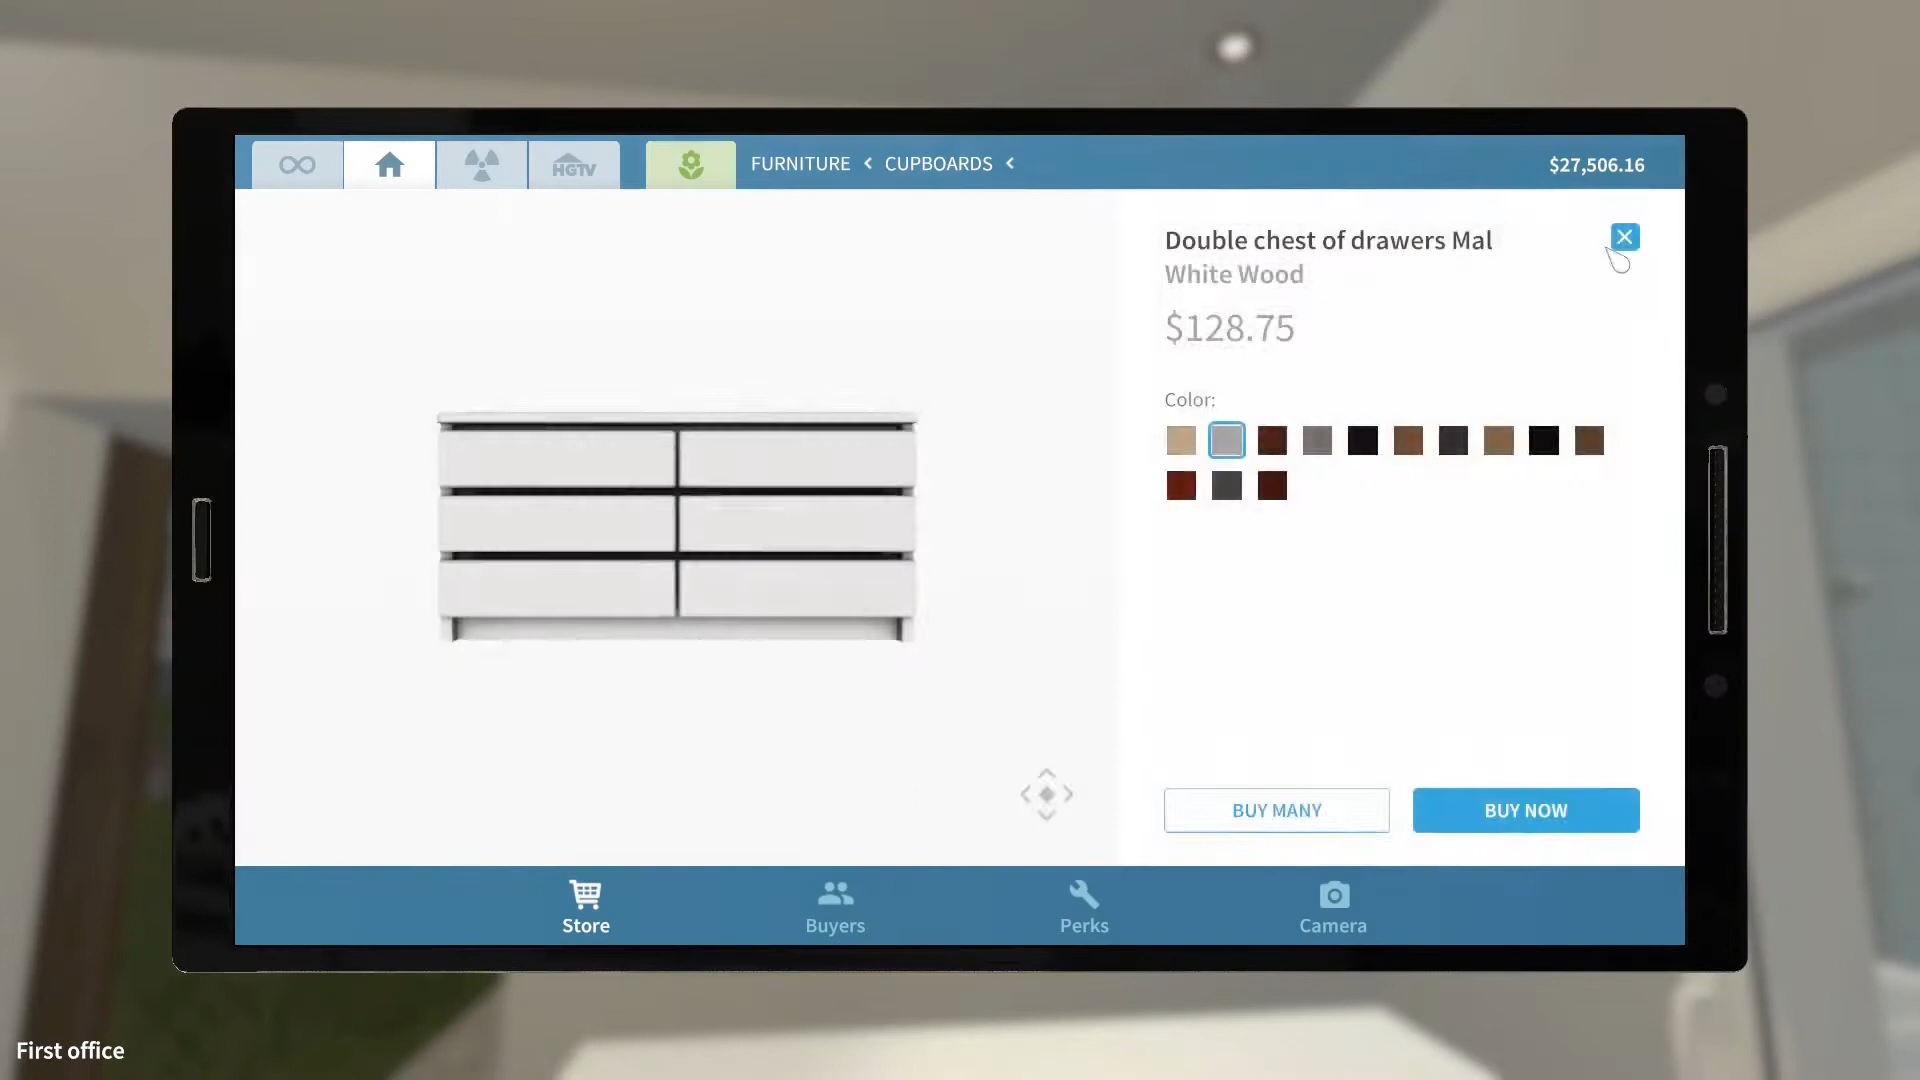 HGTV
FURNITURE < CUPBOARDS <
$27,506.16
Double chest of drawers Mal
White Wood
$128.75
Color:
BUY MANY
BUY NOW
Store
Buyers
Perks
Camera
First office